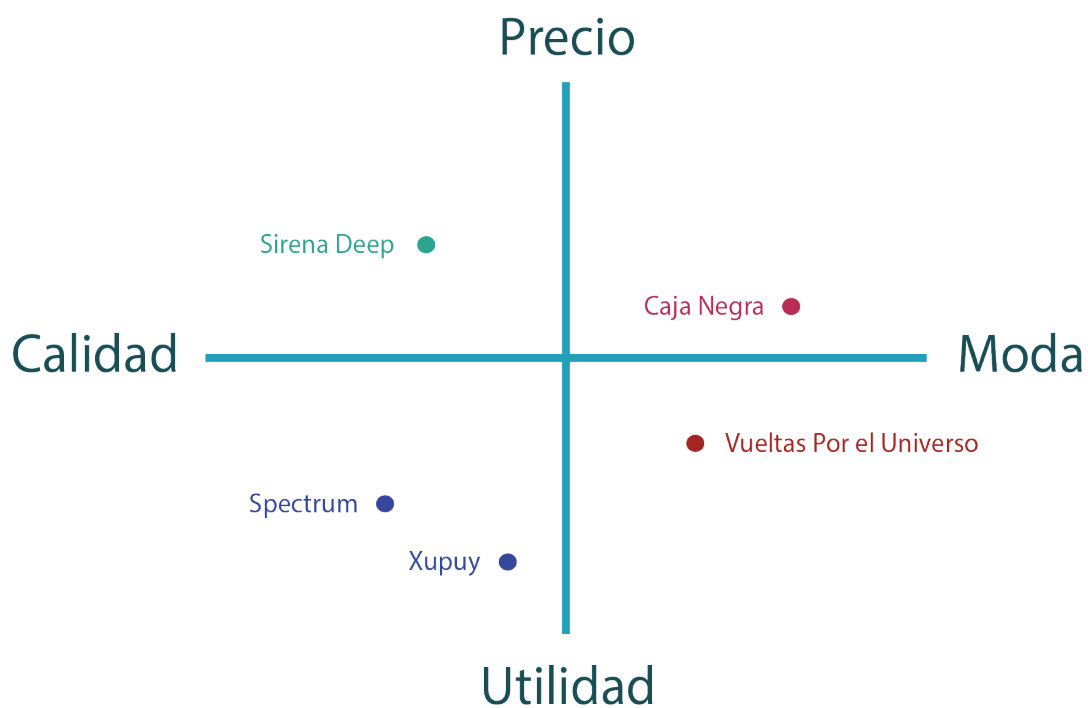 Precio
Sirena Deep
Caja Negra
Calidad
Moda
Vueltas Por el Universo
Spectrum
Xupuy
Utilidad